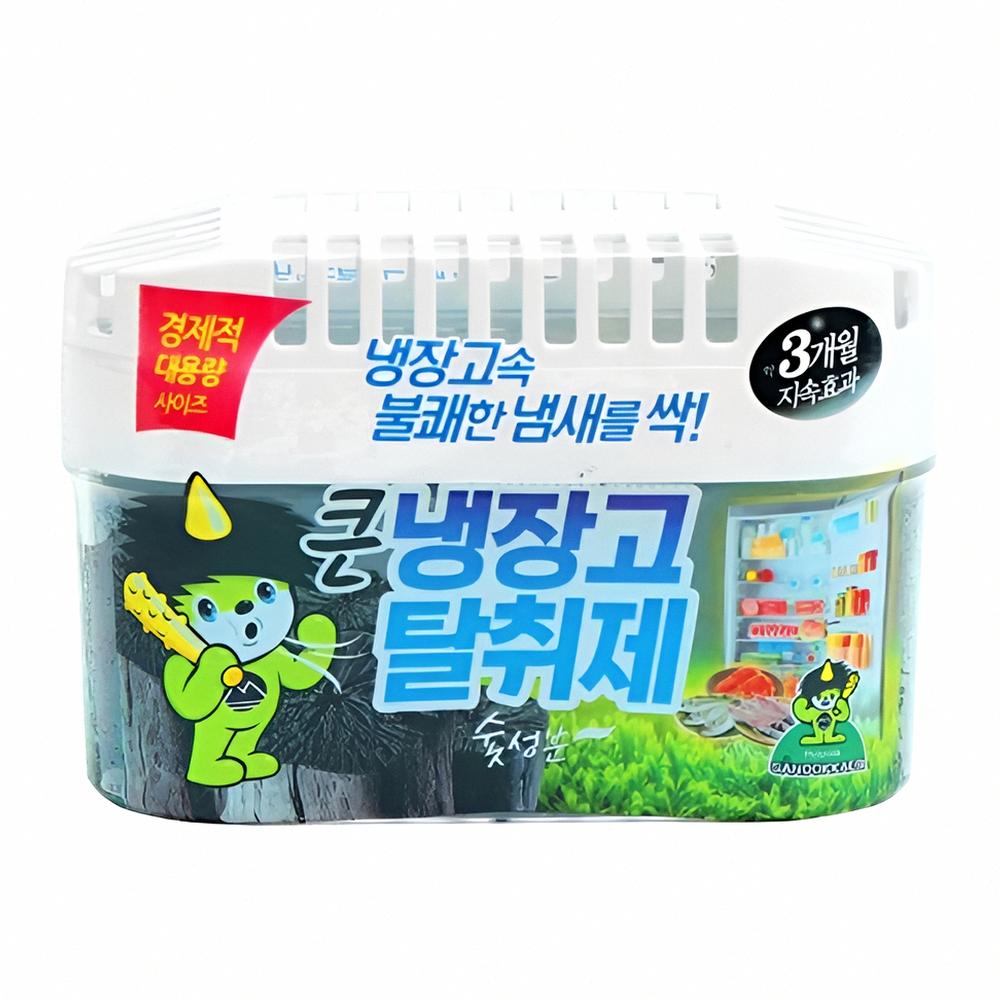 경제적
대용량
사이즈
냉장고속
불쾌한 냄새를 싹!
3개월
지속효과
큰 냉장고
탈취제
숯성분